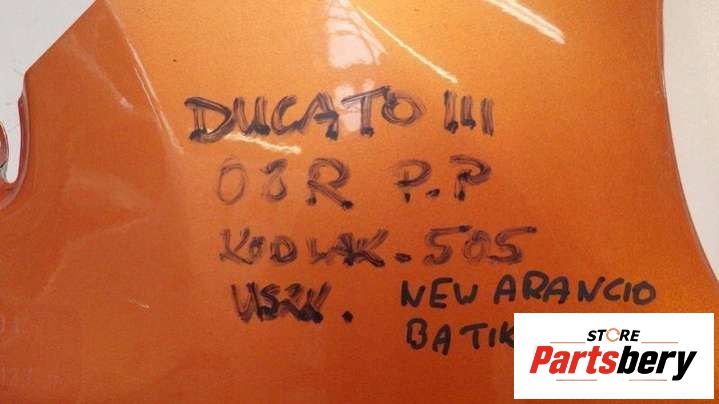 DUCATO III
08R P.P
KOD LAK. 505
USZK. NEW ARANCIO
BATIK
STORE
Partsbery